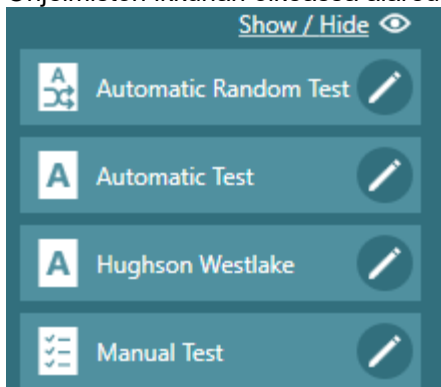 Show / Hide
Automatic Random Test
Automatic Test
Hughson Westlake
Manual Test